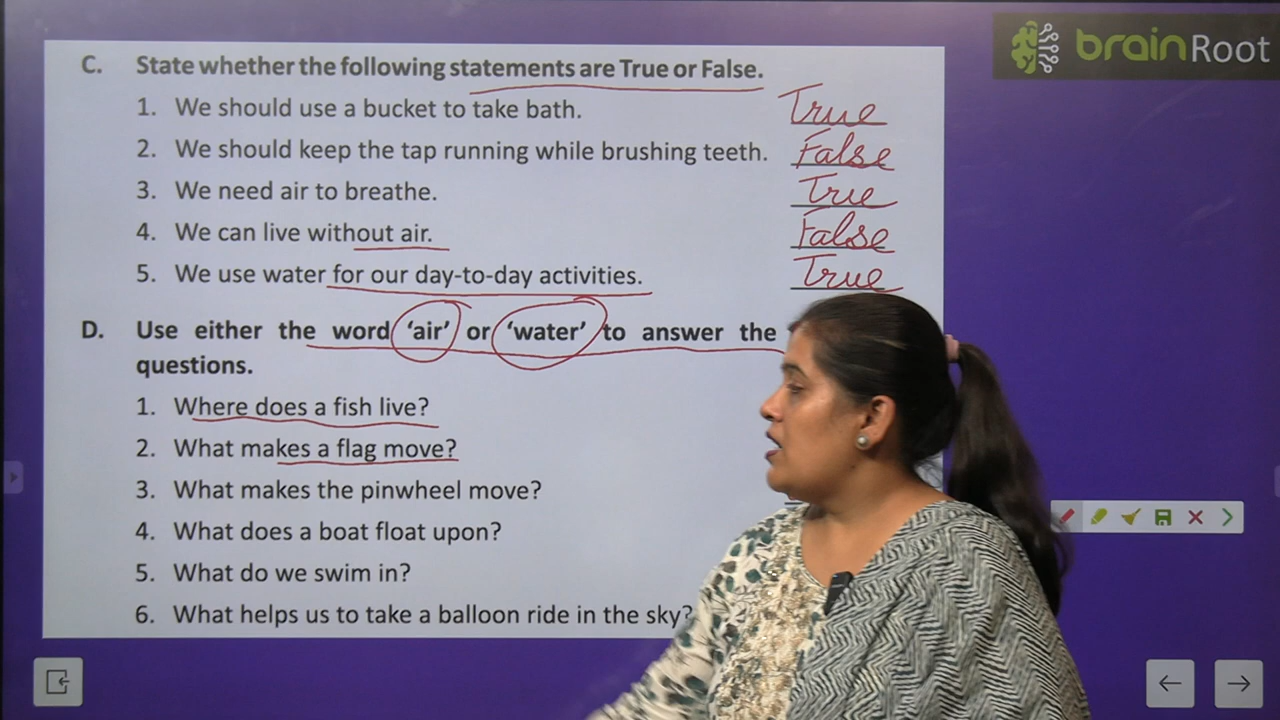 brainRoot
C. State whether the following statements are True or False.
1. We should use a bucket to take bath. True
2. We should keep the tap running while brushing teeth. False
3. We need air to breathe. True
4. We can live without air. False
5. We use water for our day-to-day activities. True
D. Use either the word 'air' or 'water' to answer the
questions.
1. Where does a fish live?
2. What makes a flag move?
3. What makes the pinwheel move?
4. What does a boat float upon?
5. What do we swim in?
6. What helps us to take a balloon ride in the sky?